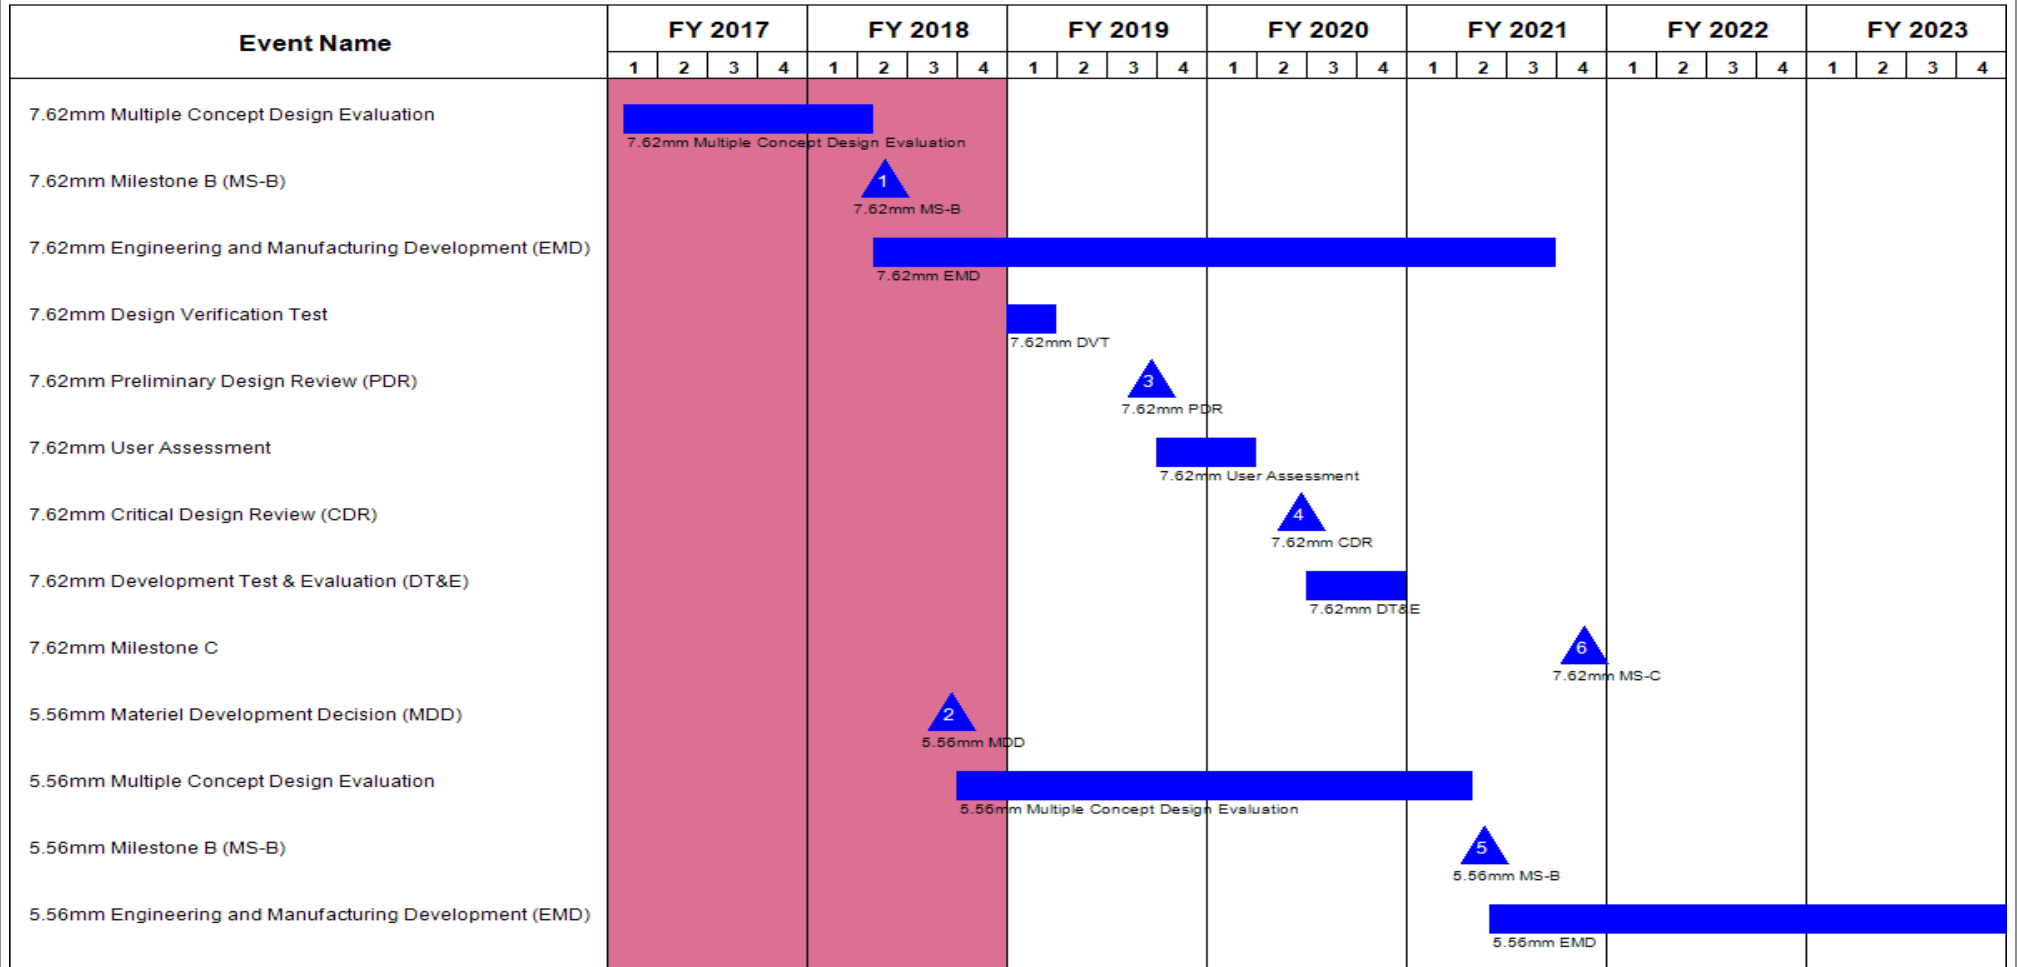 Event Name FY 2017 FY 2018 FY 2019 FY 2020 FY 2021 FY 2022 FY 2023
1 2 3 4 1 2 3 4 1 2 3 4 1 2 3 4 1 2 3 4 1 2 3 4 1 2 3 4
7.62mm Multiple Concept Design Evaluation
7.62mm Multiple Concept Design Evaluation
7.62mm Milestone B (MS-B) 1
7.62mm MS-B
7.62mm Engineering and Manufacturing Development (EMD)
7.62mm EMD
7.62mm Design Verification Test
7.62mm DVT
7.62mm Preliminary Design Review (PDR) 3
7.62mm PDR
7.62mm User Assessment
7.62mm User Assessment
7.62mm Critical Design Review (CDR) 4
7.62mm CDR
7.62mm Development Test & Evaluation (DT&E)
7.62mm DT&E
7.62mm Milestone C 6
7.62mm MS-C
5.56mm Materiel Development Decision (MDD) 2
5.56mm MDD
5.56mm Multiple Concept Design Evaluation
5.56mm Multiple Concept Design Evaluation
5.56mm Milestone B (MS-B) 5
5.56mm MS-B
5.56mm Engineering and Manufacturing Development (EMD)
5.56mm EMD